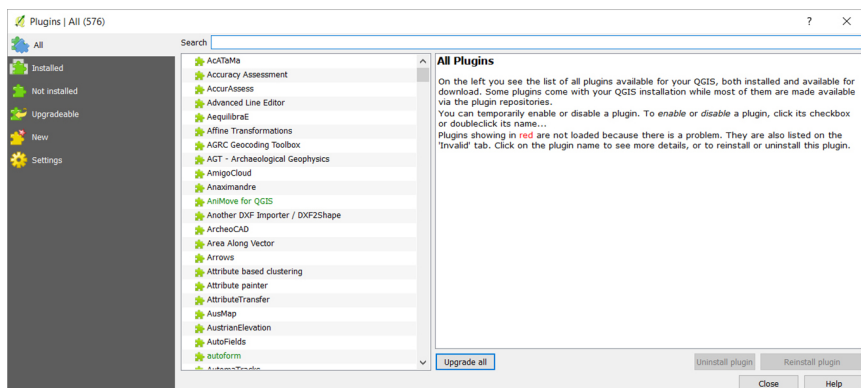 Plugins | All (576)
?
All
Installed
Not installed
Upgradeable
New
Settings
Search
AcATaMa
Accuracy Assessment
AccurAssess
Advanced Line Editor
AequilibraE
Affine Transformations
AGRC Geocoding Toolbox
AGT - Archaeological Geophysics
AmigoCloud
Anaximandre
AniMove for QGIS
Another DXF Importer / DXF2Shape
ArcheoCAD
Area Along Vector
Arrows
Attribute based clustering
Attribute painter
AttributeTransfer
AusMap
AustrianElevation
AutoFields
autoform
AutomaTracks
All Plugins
On the left you see the list of all plugins available for your QGIS, both installed and available for
download. Some plugins come with your QGIS installation while most of them are made available
via the plugin repositories.
You can temporarily enable or disable a plugin. To enable or disable a plugin, click its checkbox
or doubleclick its name...
Plugins showing in red are not loaded because there is a problem. They are also listed on the
'Invalid' tab. Click on the plugin name to see more details, or to reinstall or uninstall this plugin.
Upgrade all
Uninstall plugin
Reinstall plugin
Close
Help